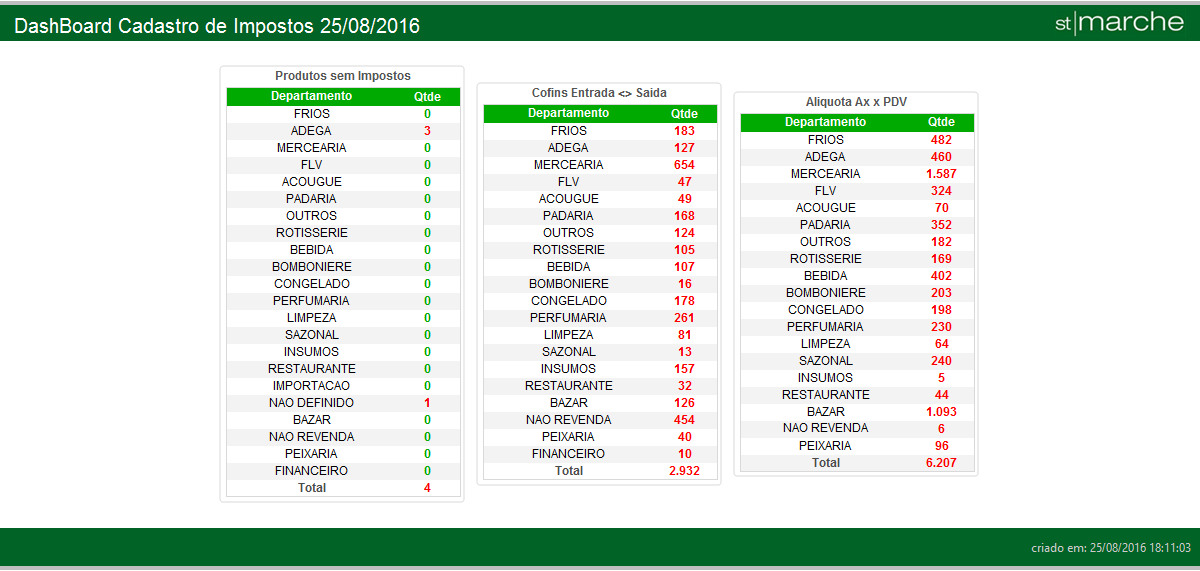 DashBoard Cadastro de Impostos 25/08/2016
st|marche
Produtos sem Impostos
Departamento Qtde
FRIOS 0
ADEGA 3
MERCEARIA 0
FLV 0
ACOUGUE 0
PADARIA 0
OUTROS 0
ROTISSERIE 0
BEBIDA 0
BOMBONIERE 0
CONGELADO 0
PERFUMARIA 0
LIMPEZA 0
SAZONAL 0
INSUMOS 0
RESTAURANTE 0
IMPORTACAO 0
NAO DEFINIDO 1
BAZAR 0
NAO REVENDA 0
PEIXARIA 0
FINANCEIRO 0
Total 4
Cofins Entrada <> Saida
Departamento Qtde
FRIOS 183
ADEGA 127
MERCEARIA 654
FLV 47
ACOUGUE 49
PADARIA 168
OUTROS 124
ROTISSERIE 105
BEBIDA 107
BOMBONIERE 16
CONGELADO 178
PERFUMARIA 261
LIMPEZA 81
SAZONAL 13
INSUMOS 157
RESTAURANTE 32
BAZAR 126
NAO REVENDA 454
PEIXARIA 40
FINANCEIRO 10
Total 2.932
Aliquota Ax x PDV
Departamento Qtde
FRIOS 482
ADEGA 460
MERCEARIA 1.587
FLV 324
ACOUGUE 70
PADARIA 352
OUTROS 182
ROTISSERIE 169
BEBIDA 402
BOMBONIERE 203
CONGELADO 198
PERFUMARIA 230
LIMPEZA 64
SAZONAL 240
INSUMOS 5
RESTAURANTE 44
BAZAR 1.093
NAO REVENDA 6
PEIXARIA 96
Total 6.207
criado em: 25/08/2016 18:11:03